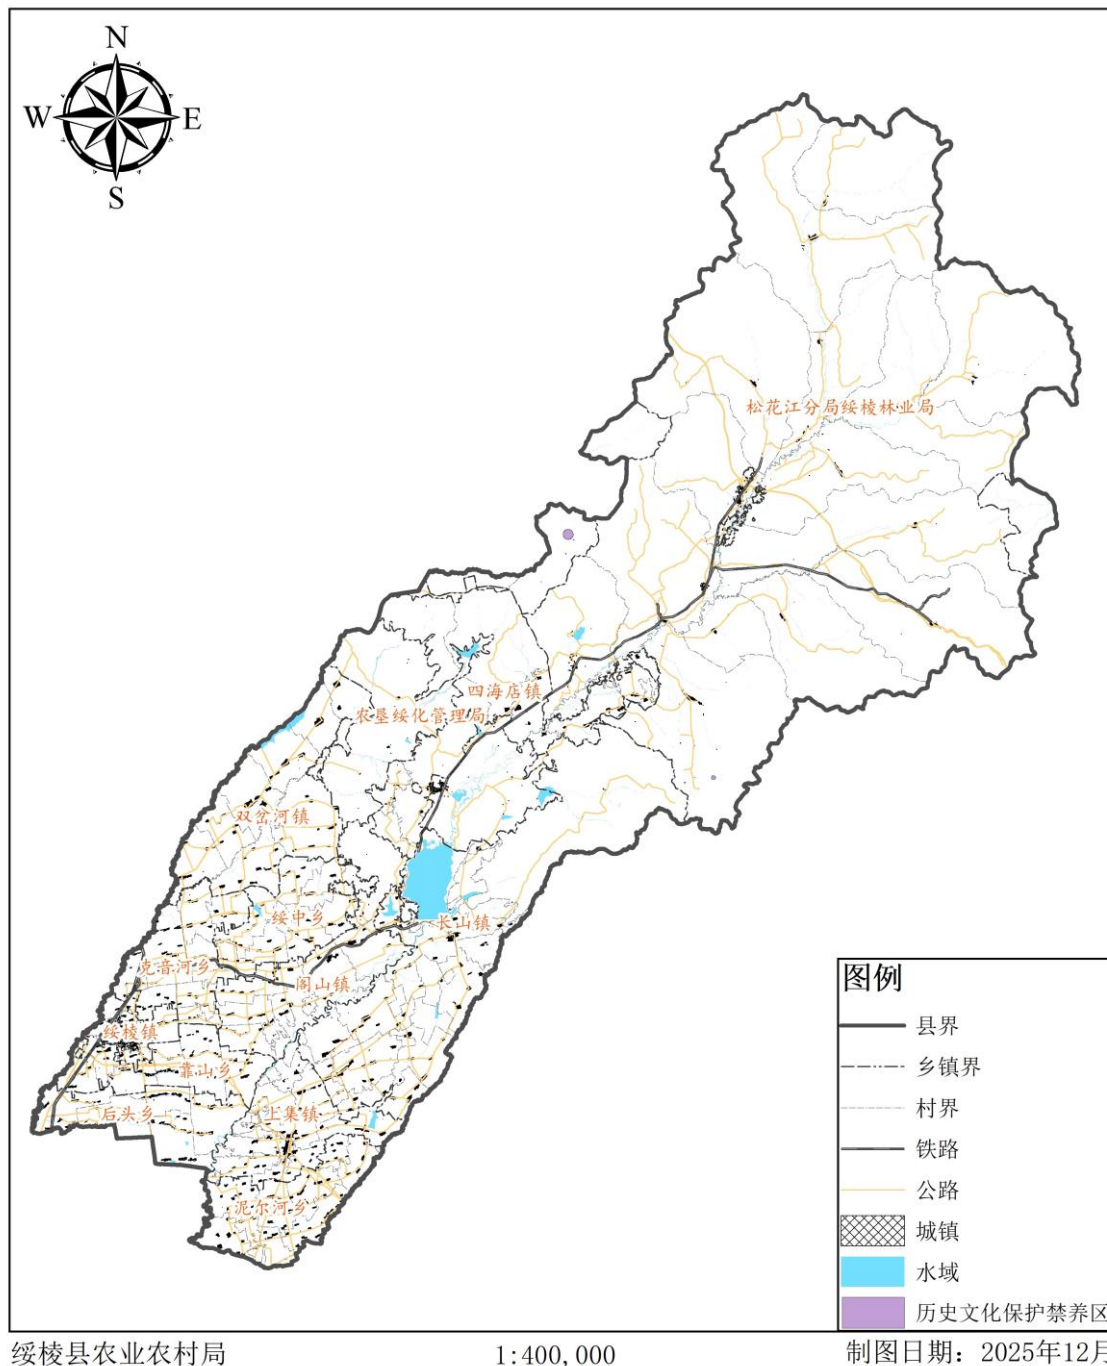 N
W
E
S
松花江分局绥棱林业局
四海店镇
农垦绥化管理局
双岔河镇
绥中乡
长山镇
克音河乡
阁山镇
绥棱镇
靠山乡
后头乡
上集镇
泥尔河乡
图例
县界
乡镇界
村界
铁路
公路
城镇
水域
历史文化保护禁养区
绥棱县农业农村局
1:400,000
制图日期：2025年12月